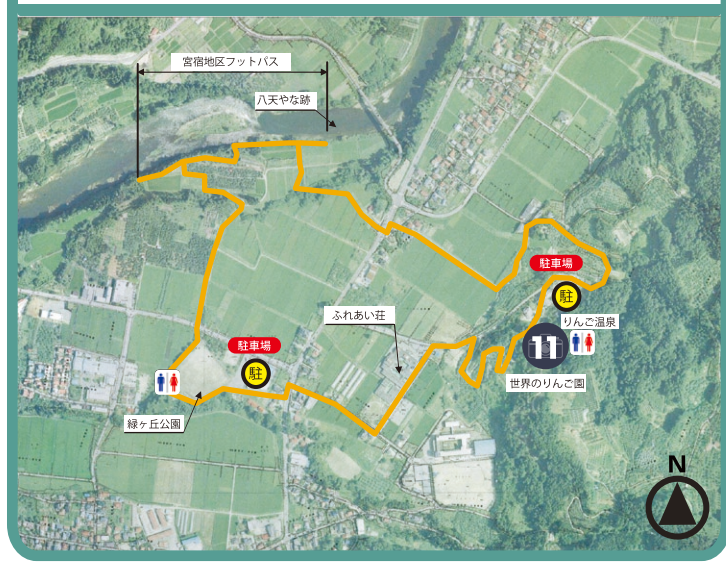 宮宿地区フットパス
八天やな跡
駐車場
駐
ふれあい荘
りんご温泉
11
駐車場
駐
世界のりんご園
緑ヶ丘公園
N